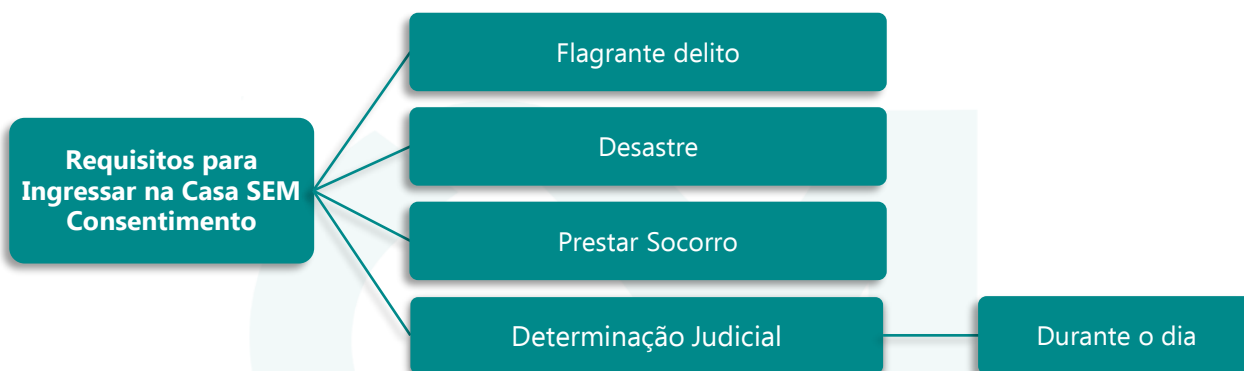 Requisitos para
Ingressar na Casa SEM
Consentimento
Flagrante delito
Desastre
Prestar Socorro
Determinação Judicial
Durante o dia